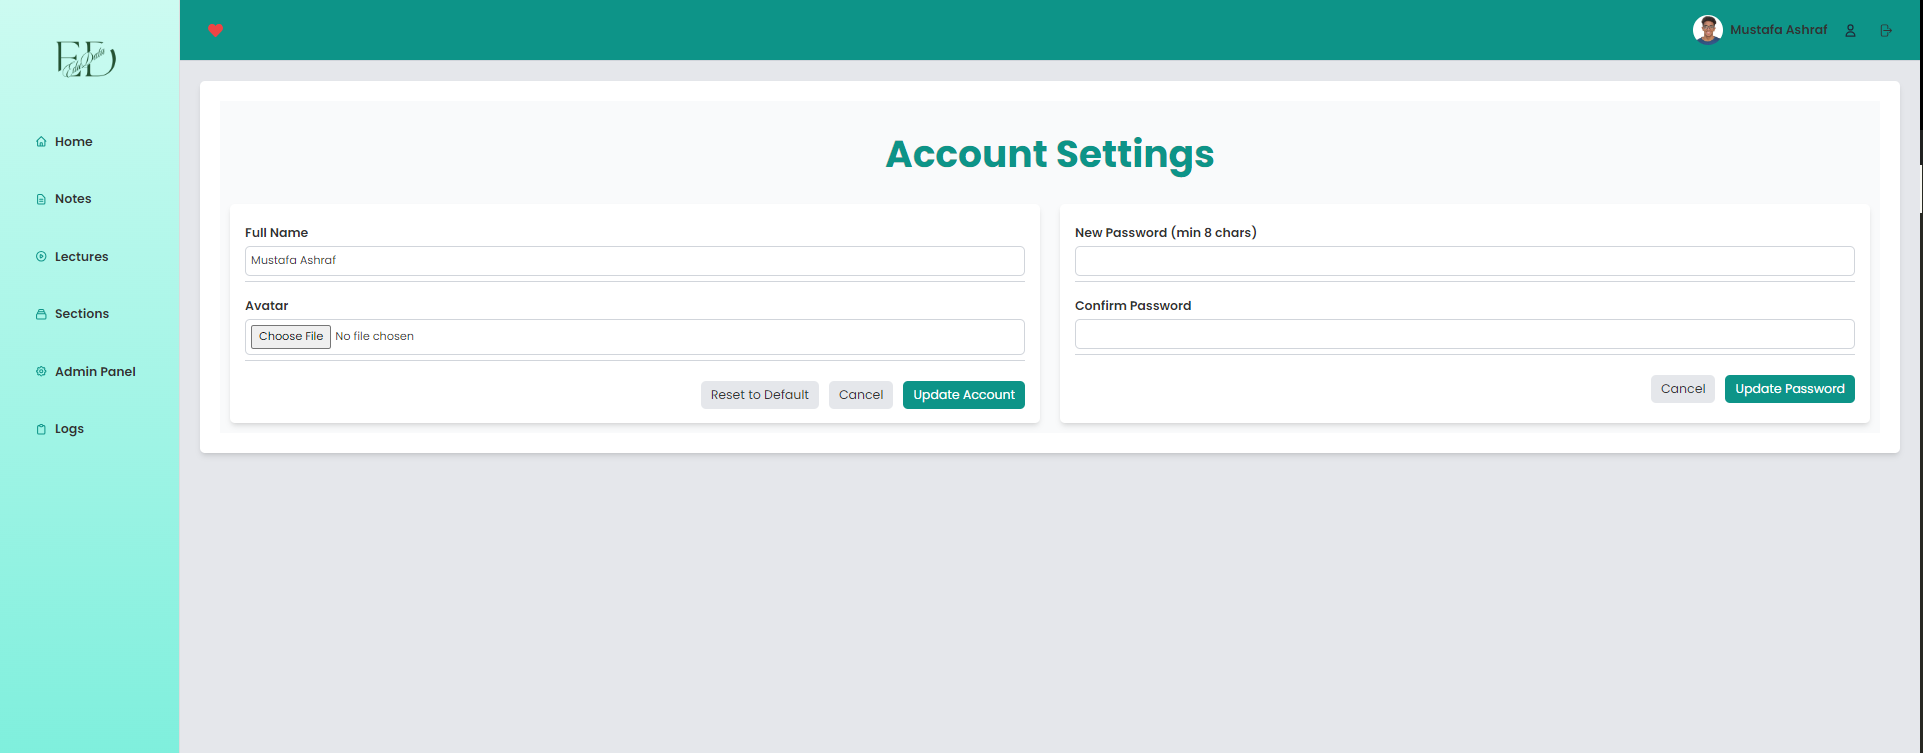 ED
Edu Data
Home
Notes
Lectures
Sections
Admin Panel
Logs
Mustafa Ashraf
Account Settings
Full Name
Mustafa Ashraf
Avatar
Choose File No file chosen
Reset to Default Cancel Update Account
New Password (min 8 chars)
Confirm Password
Cancel Update Password